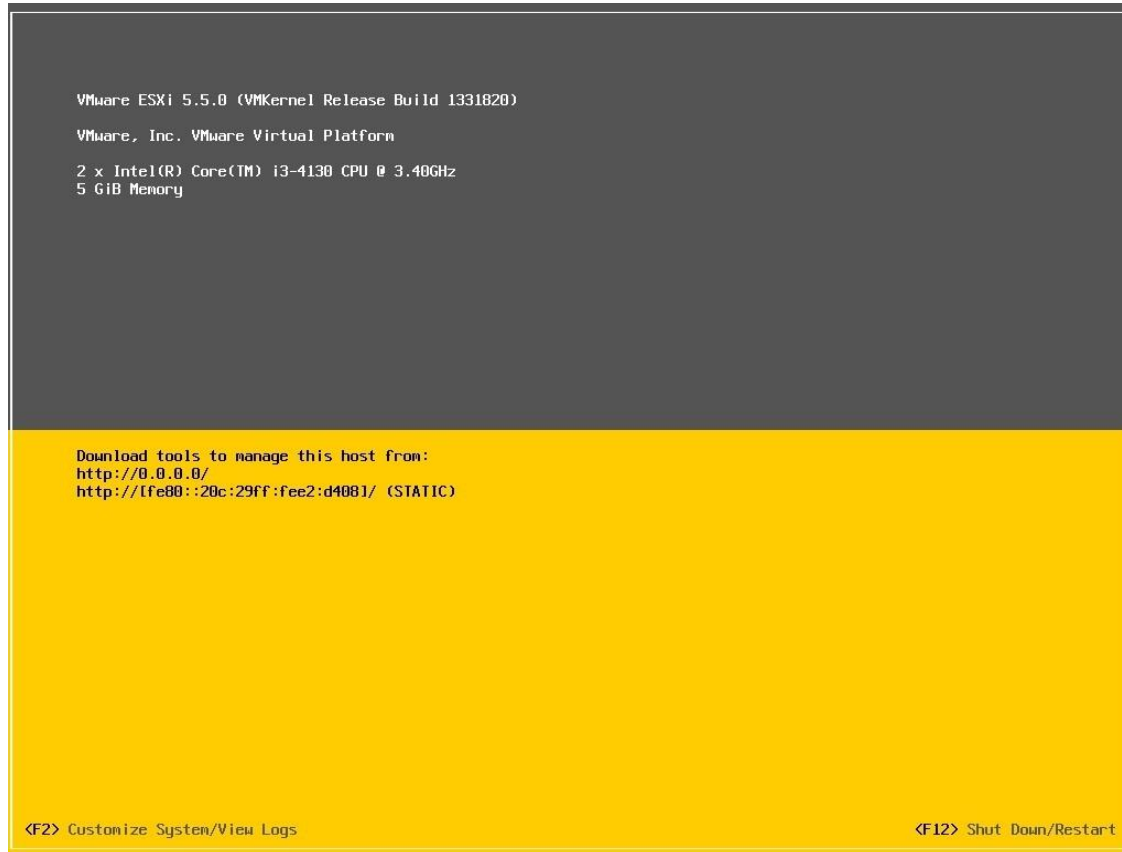 VMware ESXi 5.5.0 (VMKernel Release Build 1331820)
VMware, Inc. VMware Virtual Platform
2 x Intel(R) Core(TM) i3-4130 CPU @ 3.40GHz
5 GiB Memory
Download tools to manage this host from:
http://0.0.0.0/
http://[fe80::20c:29ff:fee2:d408]/ (STATIC)
<F2> Customize System/View Logs
<F12> Shut Down/Restart